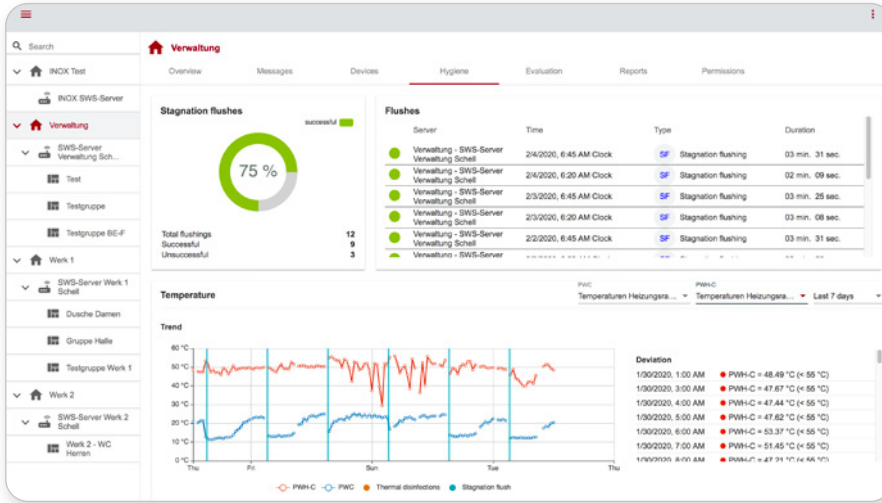 Search
INOX Test
INOX SWS-Server
Verwaltung
SWS-Server
Verwaltung Sch...
Test
Testgruppe
Testgruppe BE-F
Werk 1
SWS-Server Werk 1
Schell
Dusche Damen
Gruppe Halle
Testgruppe Werk 1
Werk 2
SWS-Server Werk 2
Schell
Werk 2 - WC
Herren
Verwaltung
Overview Messages Devices Hygiene Evaluation Reports Permissions
Stagnation flushes
successful
75 %
Total flushings 12
Successful 9
Unsuccessful 3
Flushes
Server Time Type Duration
Verwaltung - SWS-Server
Verwaltung Schell 2/4/2020, 6:45 AM Clock SF Stagnation flushing 03 min. 31 sec.
Verwaltung - SWS-Server
Verwaltung Schell 2/4/2020, 6:20 AM Clock SF Stagnation flushing 02 min. 09 sec.
Verwaltung - SWS-Server
Verwaltung Schell 2/3/2020, 6:45 AM Clock SF Stagnation flushing 03 min. 25 sec.
Verwaltung - SWS-Server
Verwaltung Schell 2/3/2020, 6:20 AM Clock SF Stagnation flushing 03 min. 08 sec.
Verwaltung - SWS-Server
Verwaltung Schell 2/2/2020, 6:45 AM Clock SF Stagnation flushing 03 min. 31 sec.
Verwaltung - SWS-Server
Temperature
PWC
Temperaturen Heizungsra...
PWH-C
Temperaturen Heizungsra...
Last 7 days
Trend
60 °C
50 °C
40 °C
30 °C
20 °C
10 °C
0 °C
Thu Fri Sun Tue Thu
PWH-C PWC Thermal disinfections Stagnation flush
Deviation
1/30/2020, 1:00 AM PWH-C = 48.49 °C (< 55 °C)
1/30/2020, 3:00 AM PWH-C = 47.67 °C (< 55 °C)
1/30/2020, 4:00 AM PWH-C = 47.44 °C (< 55 °C)
1/30/2020, 5:00 AM PWH-C = 47.62 °C (< 55 °C)
1/30/2020, 6:00 AM PWH-C = 53.37 °C (< 55 °C)
1/30/2020, 7:00 AM PWH-C = 51.45 °C (< 55 °C)
1/30/2020, 8:00 AM PWH-C = 47.21 °C (< 55 °C)